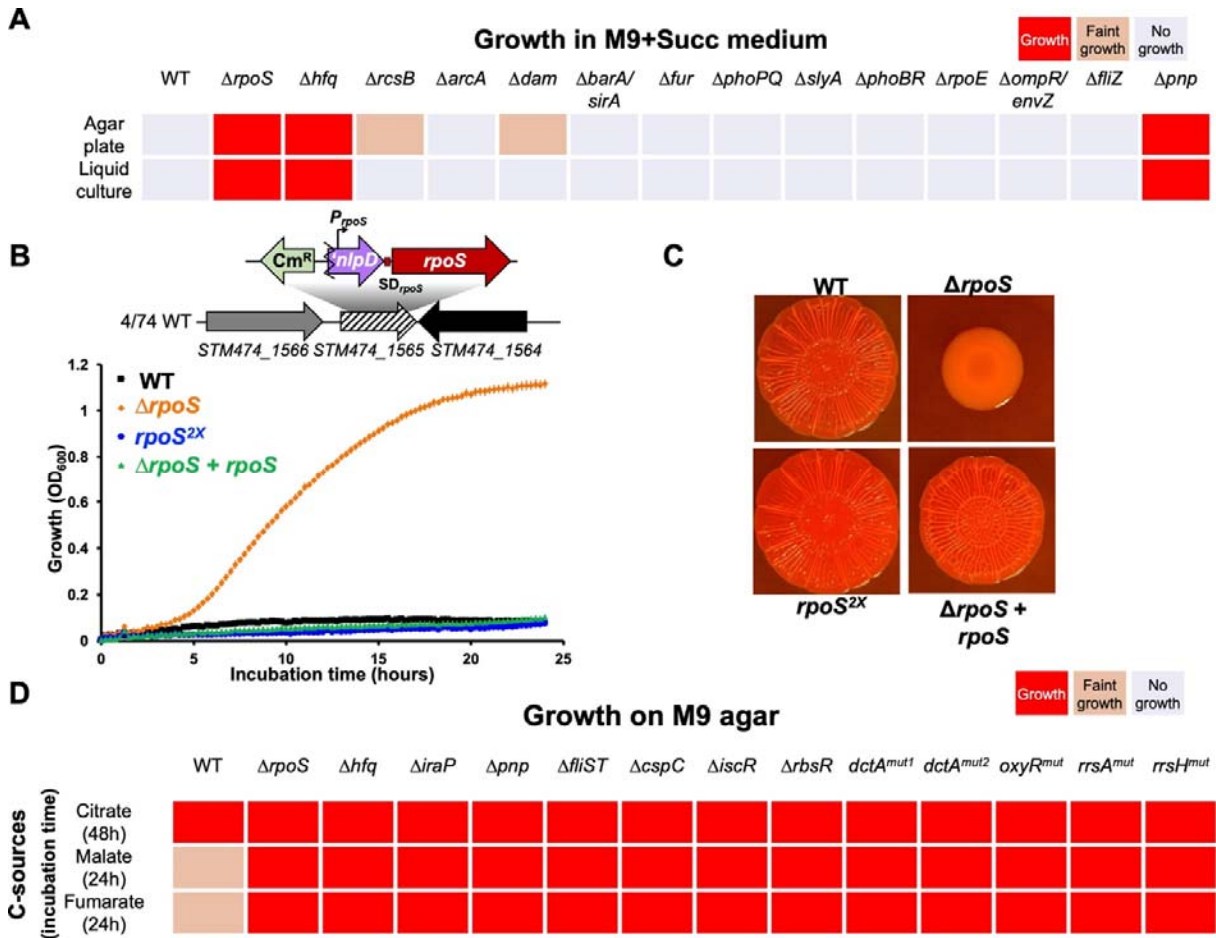 A
Growth in M9+Succ medium
Growth
Faint growth
No growth
WT ΔrpoS Δhfq ΔrcsB ΔarcA Δdam ΔbarA/sirA Δfur ΔphoPQ ΔslyA ΔphoBR ΔrpoE ΔompR/envZ ΔfliZ Δpnp
Agar plate
Liquid culture
B
PrpoS
CmR 'nlpD rpoS
SDrpoS
4/74 WT
STM474_1566 STM474_1565 STM474_1564
1.2
1
0.8
0.6
0.4
0.2
0
Growth (OD600)
WT
ΔrpoS
rpoS2X
ΔrpoS + rpoS
0 5 10 15 20 25
Incubation time (hours)
C
WT ΔrpoS
rpoS2X ΔrpoS + rpoS
D
Growth on M9 agar
Growth
Faint growth
No growth
WT ΔrpoS Δhfq ΔiraP Δpnp ΔfliST ΔcspC ΔiscR ΔrbsR dctAmut1 dctAmut2 oxyRmut rrsAmut rrsHmut
C-sources
(incubation time)
Citrate
(48h)
Malate
(24h)
Fumarate
(24h)